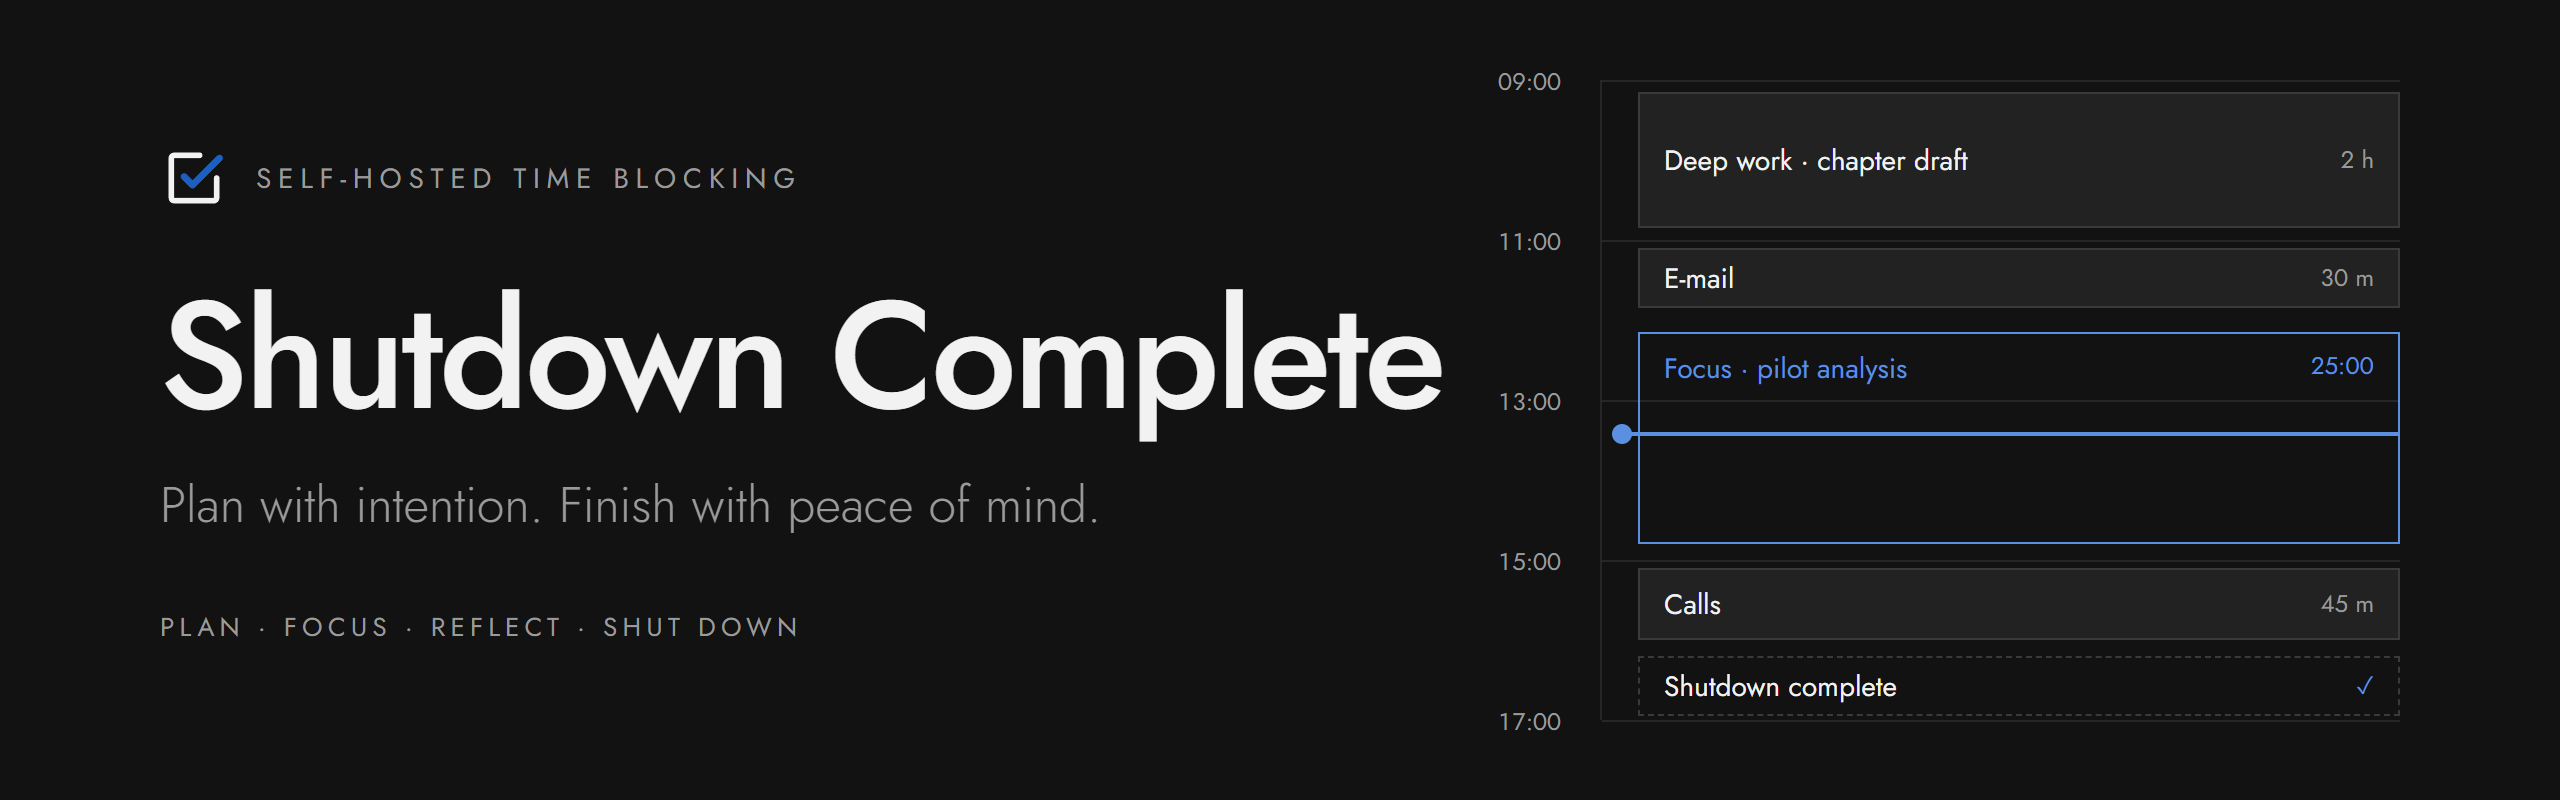 SELF-HOSTED TIME BLOCKING
Shutdown Complete
Plan with intention. Finish with peace of mind.
PLAN · FOCUS · REFLECT · SHUT DOWN
09:00
Deep work · chapter draft 2 h
11:00
E-mail 30 m
Focus · pilot analysis 25:00
13:00
15:00
Calls 45 m
Shutdown complete ✓
17:00